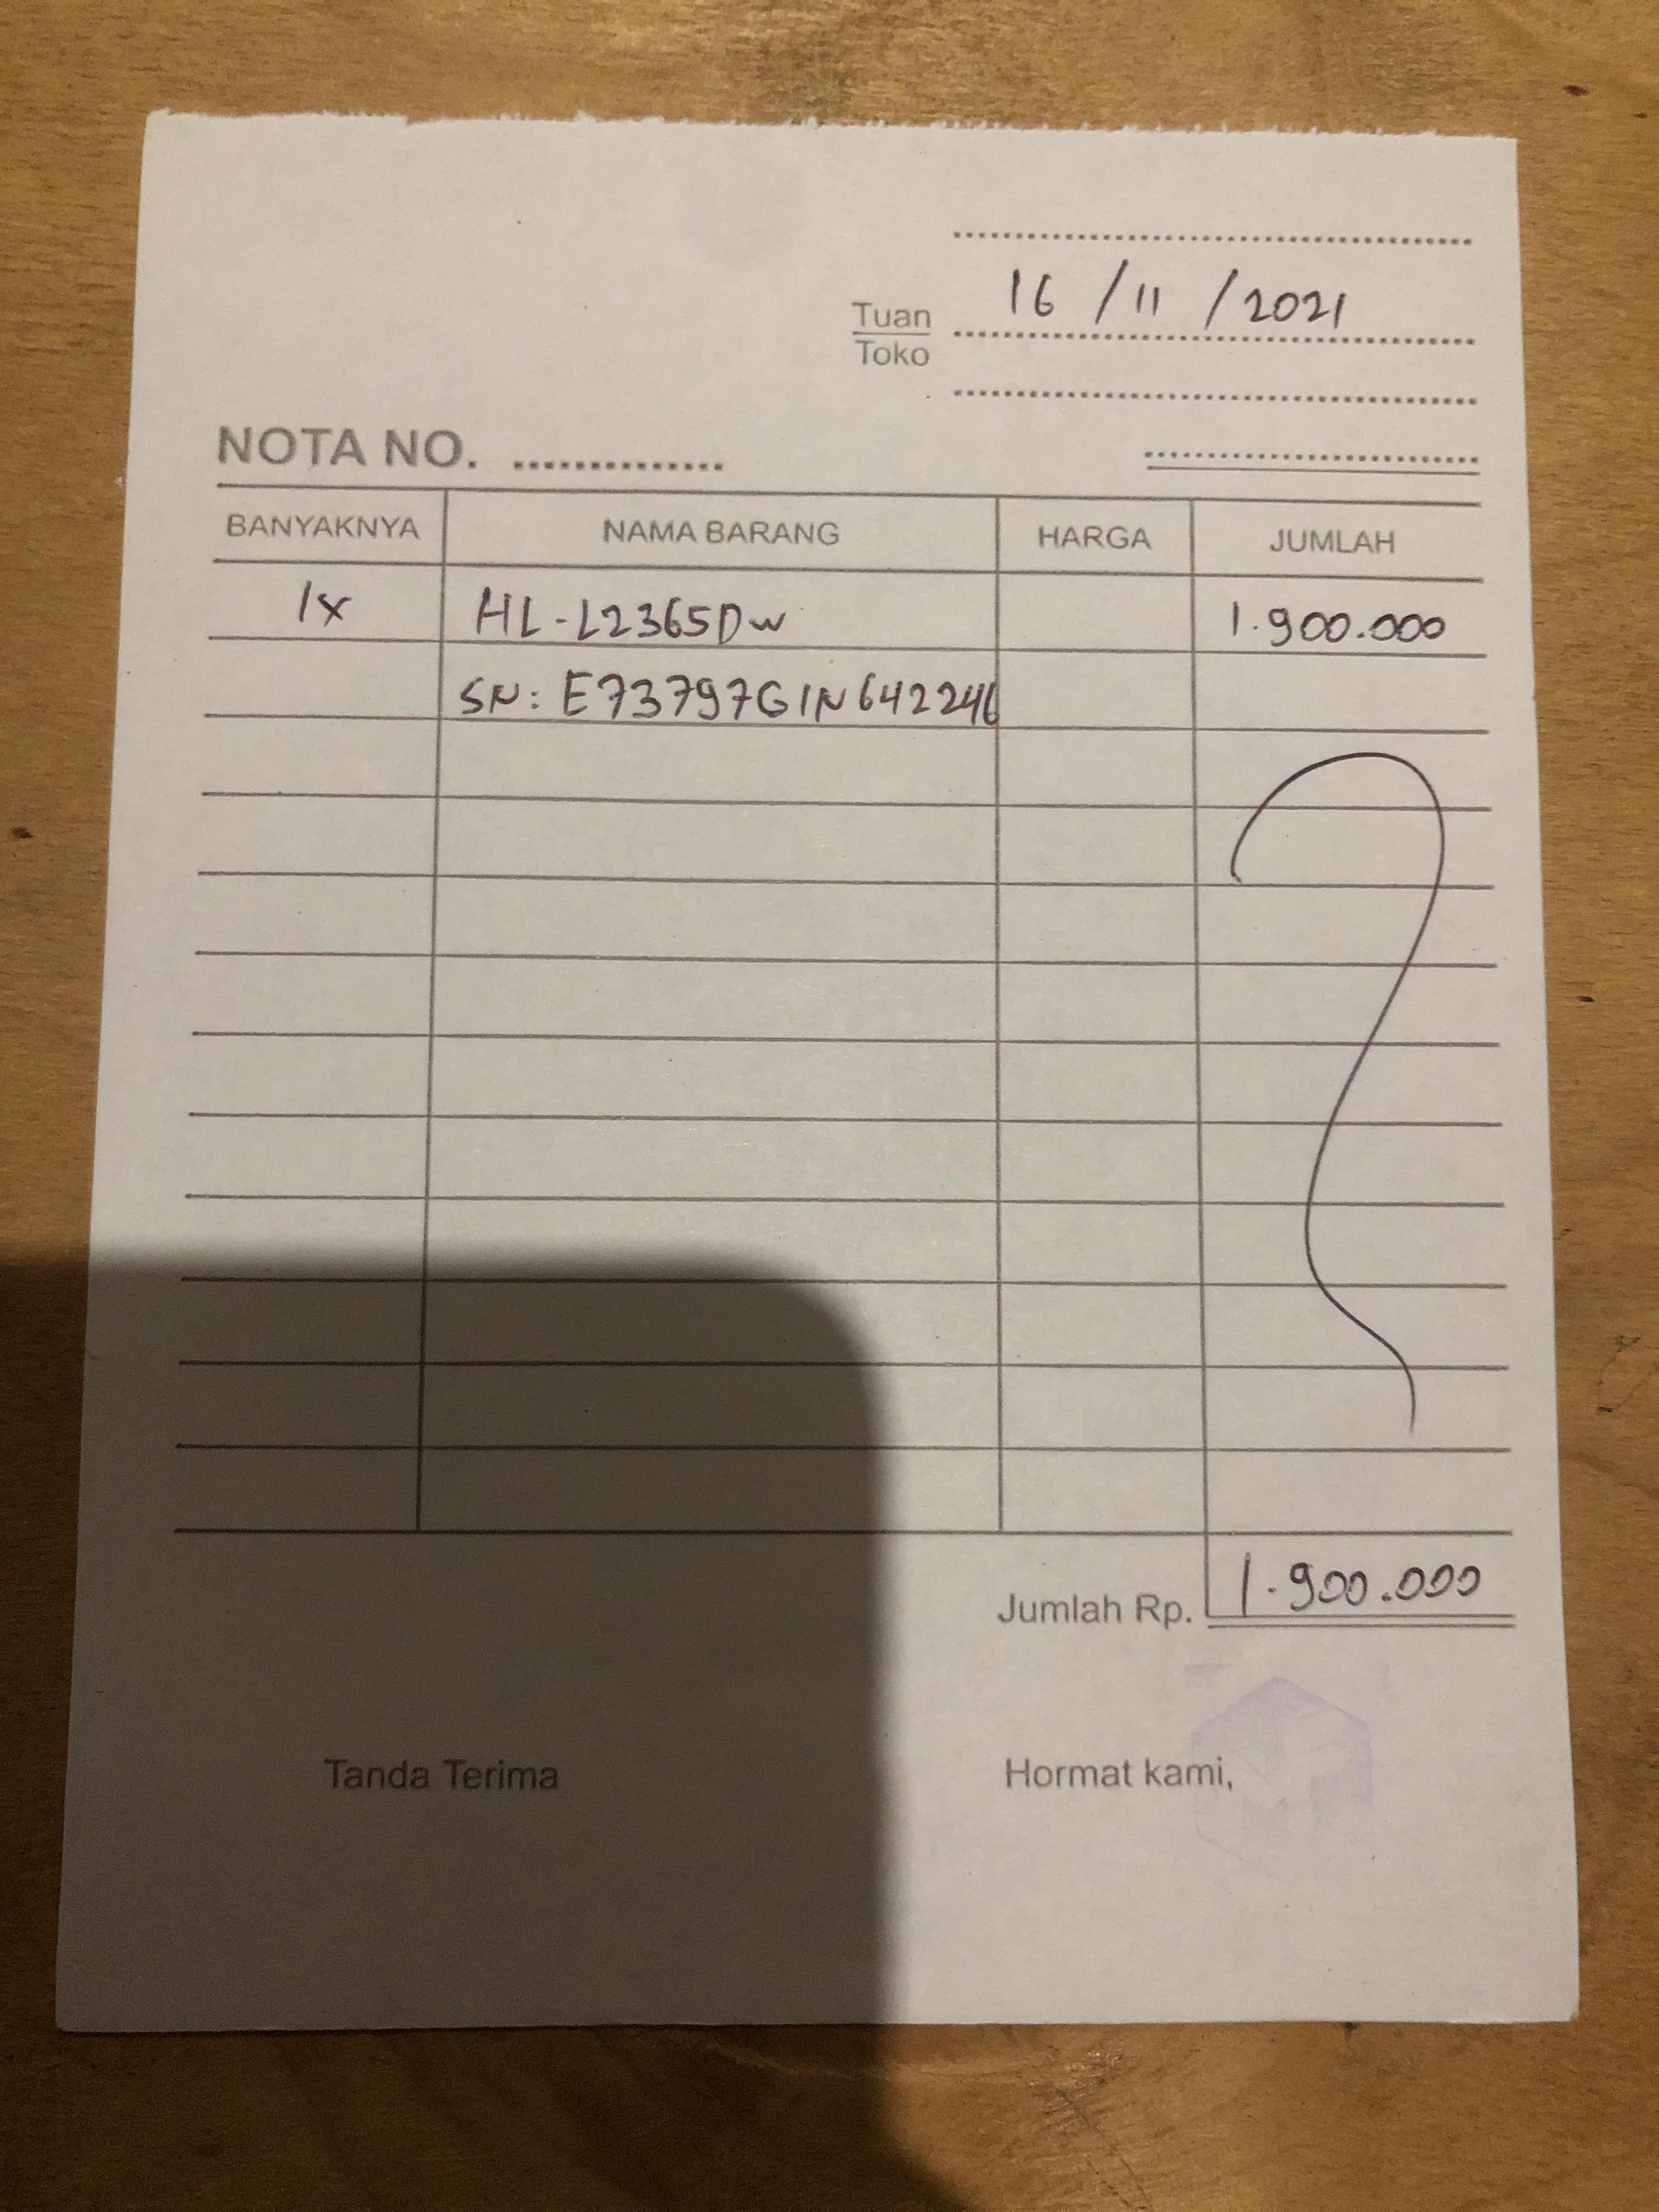 16 / 11 / 2021
Tuan
Toko
NOTA NO.
BANYAKNYA NAMA BARANG HARGA JUMLAH
1x HL-L2365Dw 1.900.000
SN: E73797G1N642246
Jumlah Rp. 1.900.000
Tanda Terima Hormat kami,